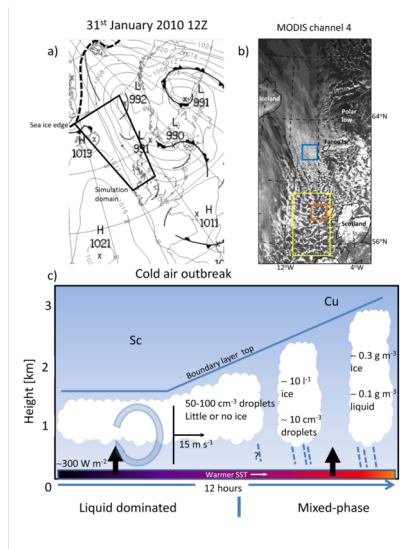 31st January 2010 12Z
MODIS channel 4
a)
b)
L
992
L
991
L
990
L
991
Sea ice edge
H
1013
Simulation
domain
H
1011
H
1021
Iceland
Polar
low
64°N
Faroe
Scotland
56°N
12°W
4°W
c)
Cold air outbreak
3
2
1
0
Height [km]
Sc
Cu
Boundary layer top
50-100 cm-3 droplets
Little or no ice
15 m s-1
~300 W m-2
?
~ 10 l-1
ice
~ 10 cm-3
droplets
~ 0.3 g m-3
ice
~ 0.1 g m-3
liquid
Warmer SST
12 hours
Liquid dominated
Mixed-phase